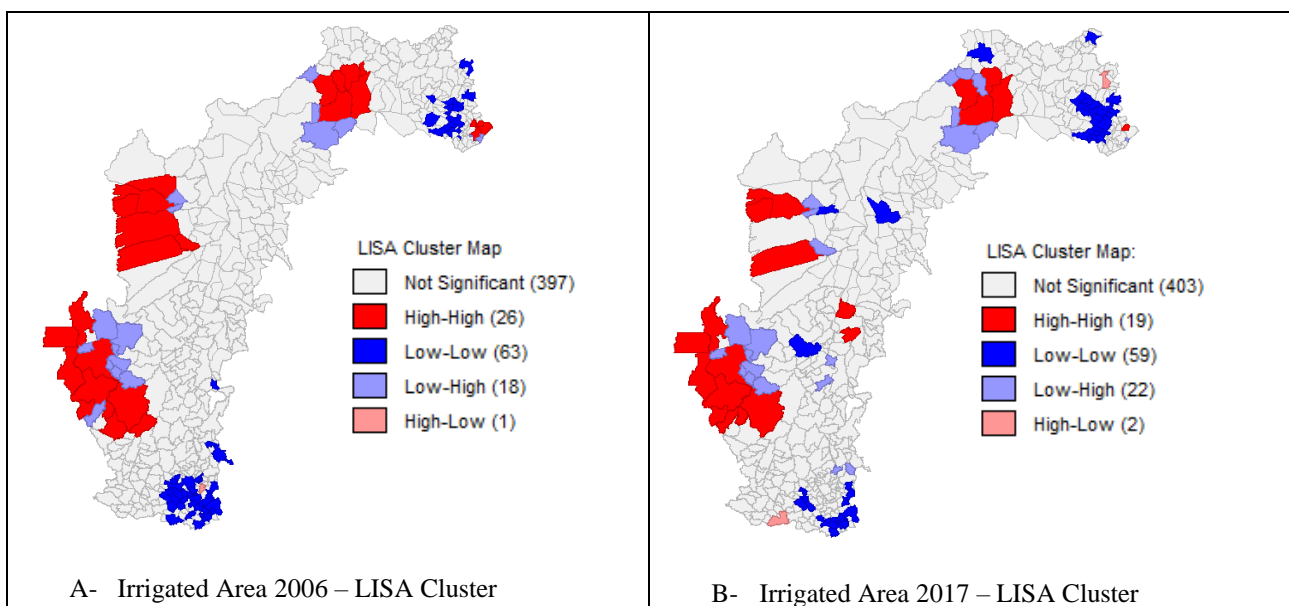 LISA Cluster Map
Not Significant (397)
High-High (26)
Low-Low (63)
Low-High (18)
High-Low (1)
A- Irrigated Area 2006 – LISA Cluster
LISA Cluster Map:
Not Significant (403)
High-High (19)
Low-Low (59)
Low-High (22)
High-Low (2)
B- Irrigated Area 2017 – LISA Cluster